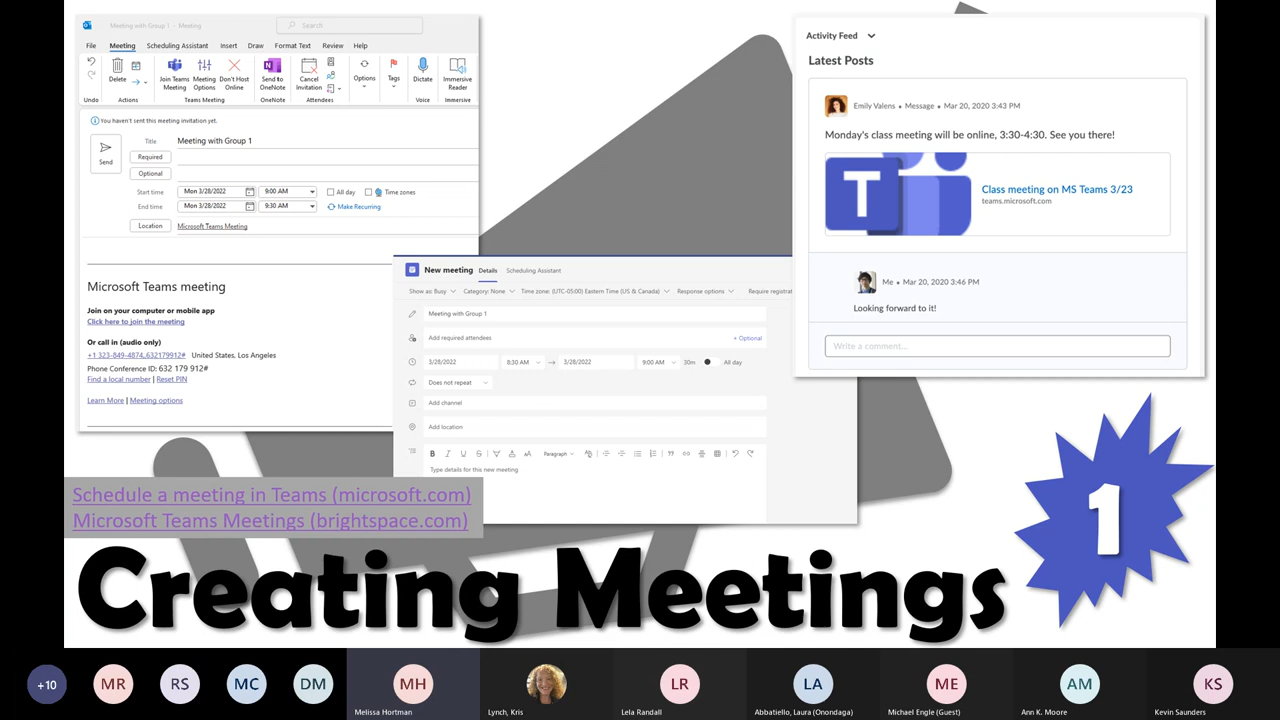 Meeting with Group 1 - Meeting
Search
File Meeting Scheduling Assistant Insert Draw Format Text Review Help
Delete
Join Teams Meeting
Meeting Options
Don't Host Online
Send to OneNote
Cancel Invitation
Options
Tags
Dictate
Immersive Reader
Undo Actions Teams Meeting OneNote Attendees Voice Immersive
You haven't sent this meeting invitation yet.
Send
Title Meeting with Group 1
Required
Optional
Start time Mon 3/28/2022 9:00 AM All day Time zones
End time Mon 3/28/2022 9:30 AM Make Recurring
Location Microsoft Teams Meeting
Microsoft Teams meeting
Join on your computer or mobile app
Click here to join the meeting
Or call in (audio only)
+1 323-849-4874,,632179912# United States, Los Angeles
Phone Conference ID: 632 179 912#
Find a local number | Reset PIN
Learn More | Meeting options
New meeting Details Scheduling Assistant
Show as: Busy Category: None Time zone: (UTC-05:00) Eastern Time (US & Canada) Response options Require registrat
Meeting with Group 1
Add required attendees + Optional
3/28/2022 8:30 AM → 3/28/2022 9:00 AM 30m All day
Does not repeat
Add channel
Add location
B I U S A AA Paragraph
Type details for this new meeting
Activity Feed
Latest Posts
Emily Valens • Message • Mar 20, 2020 3:43 PM
Monday's class meeting will be online, 3:30-4:30. See you there!
T
Class meeting on MS Teams 3/23
teams.microsoft.com
Me • Mar 20, 2020 3:46 PM
Looking forward to it!
Write a comment...
Schedule a meeting in Teams (microsoft.com)
Microsoft Teams Meetings (brightspace.com)
Creating Meetings
1
+10 MR RS MC DM MH LR LA ME AM KS
Melissa Hortman Lynch, Kris Lela Randall Abbatiello, Laura (Onondaga) Michael Engle (Guest) Ann K. Moore Kevin Saunders